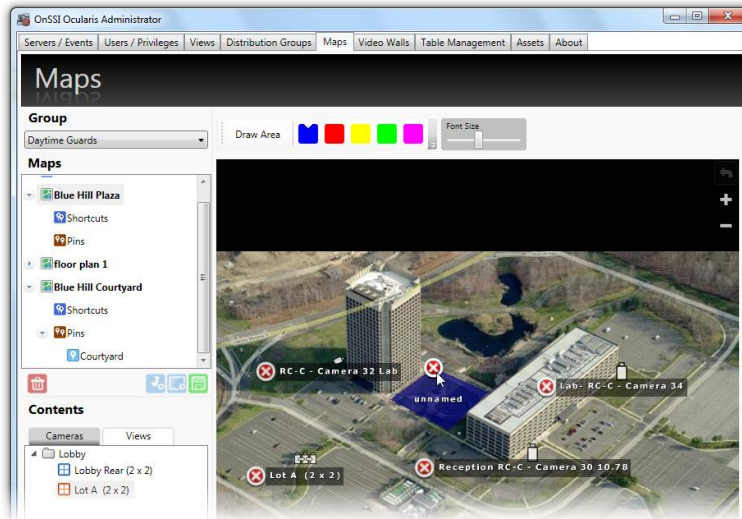 OnSSI Ocularis Administrator
Servers / Events Users / Privileges Views Distribution Groups Maps Video Walls Table Management Assets About
Maps
Group
Daytime Guards
Draw Area
Font Size
Maps
Blue Hill Plaza
Shortcuts
Pins
floor plan 1
Blue Hill Courtyard
Shortcuts
Pins
Courtyard
RC-C - Camera 32 Lab
Lab- RC-C - Camera 34
unnamed
Contents
Cameras Views
Lobby
Lobby Rear (2 x 2)
Lot A (2 x 2)
Lot A (2 x 2)
Reception RC-C - Camera 30 10.78